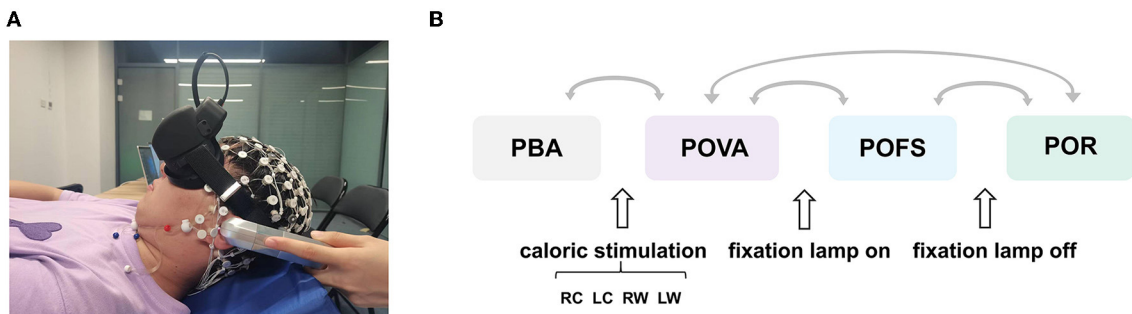 A
B
PBA
POVA
POFS
POR
caloric stimulation
fixation lamp on
fixation lamp off
RC LC RW LW